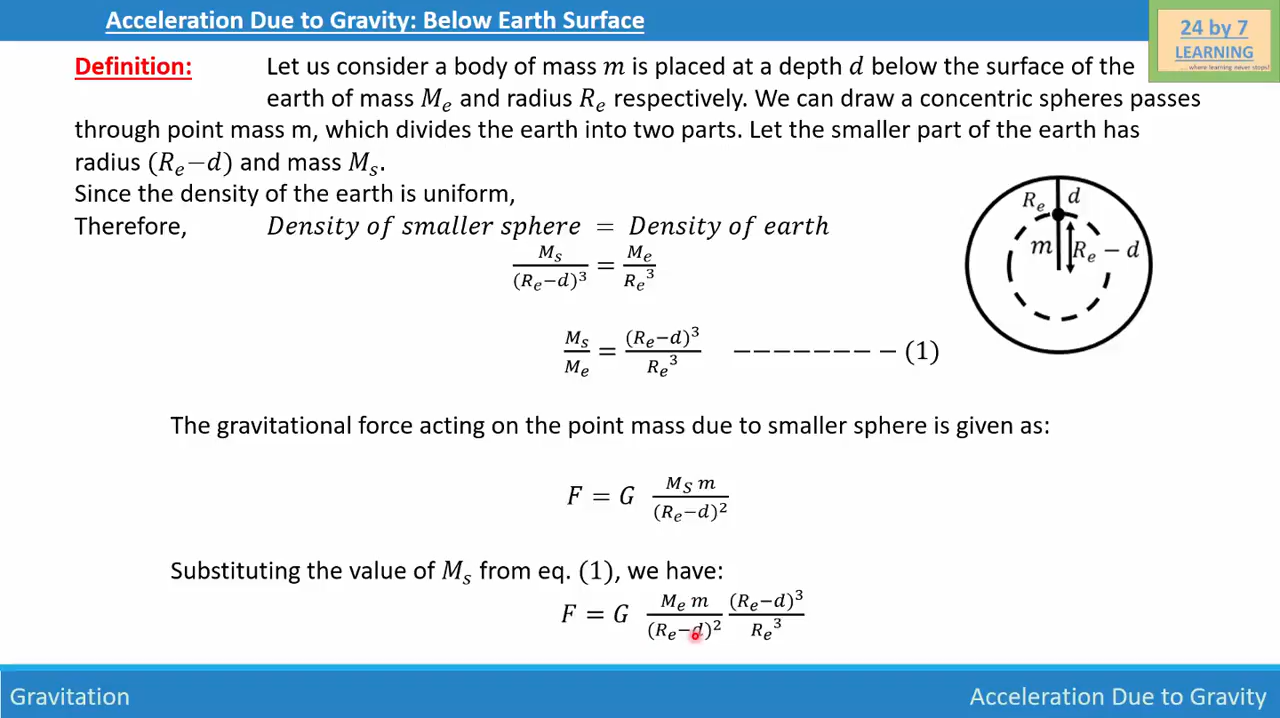 Acceleration Due to Gravity: Below Earth Surface
24 by 7
LEARNING
....where learning never stops!
Definition: Let us consider a body of mass m is placed at a depth d below the surface of the
earth of mass Mₑ and radius Rₑ respectively. We can draw a concentric spheres passes
through point mass m, which divides the earth into two parts. Let the smaller part of the earth has
radius (Rₑ−d) and mass Mₛ.
Since the density of the earth is uniform,
Therefore, Density of smaller sphere = Density of earth
Mₛ/(Rₑ−d)³ = Mₑ/Rₑ³
Rₑ d
m Rₑ − d
Mₛ/Mₑ = (Rₑ−d)³/Rₑ³ −−−−−−−− (1)
The gravitational force acting on the point mass due to smaller sphere is given as:
F = G M_S m/(Rₑ−d)²
Substituting the value of Mₛ from eq. (1), we have:
F = G Mₑ m/(Rₑ−d)² (Rₑ−d)³/Rₑ³
Gravitation
Acceleration Due to Gravity